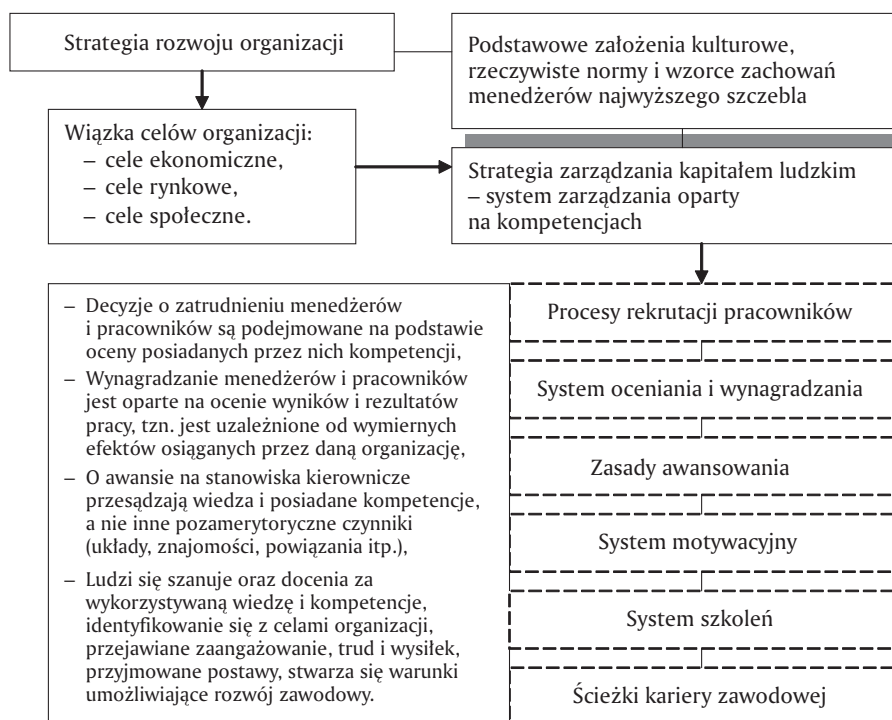 Strategia rozwoju organizacji
Podstawowe założenia kulturowe,
rzeczywiste normy i wzorce zachowań
menedżerów najwyższego szczebla
Wiązka celów organizacji:
– cele ekonomiczne,
– cele rynkowe,
– cele społeczne.
Strategia zarządzania kapitałem ludzkim
– system zarządzania oparty
na kompetencjach
– Decyzje o zatrudnieniu menedżerów
i pracowników są podejmowane na podstawie
oceny posiadanych przez nich kompetencji,
– Wynagradzanie menedżerów i pracowników
jest oparte na ocenie wyników i rezultatów
pracy, tzn. jest uzależnione od wymiernych
efektów osiąganych przez daną organizację,
– O awansie na stanowiska kierownicze
przesądzają wiedza i posiadane kompetencje,
a nie inne pozamerytoryczne czynniki
(układy, znajomości, powiązania itp.),
– Ludzi się szanuje oraz docenia za
wykorzystywaną wiedzę i kompetencje,
identyfikowanie się z celami organizacji,
przejawiane zaangażowanie, trud i wysiłek,
przyjmowane postawy, stwarza się warunki
umożliwiające rozwój zawodowy.
Procesy rekrutacji pracowników
System oceniania i wynagradzania
Zasady awansowania
System motywacyjny
System szkoleń
Ścieżki kariery zawodowej